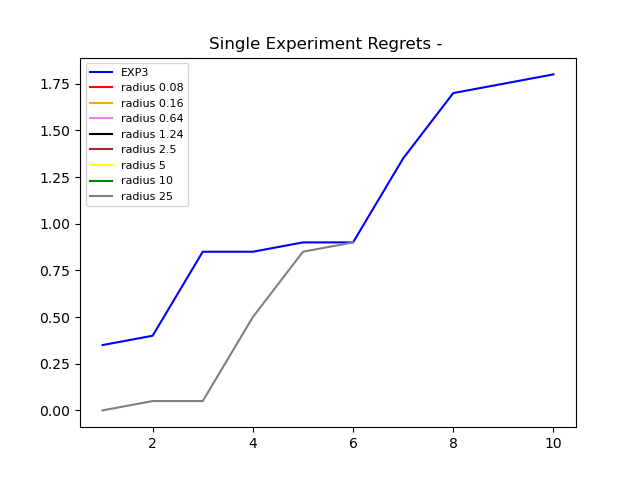 Single Experiment Regrets -
EXP3
radius 0.08
radius 0.16
radius 0.64
radius 1.24
radius 2.5
radius 5
radius 10
radius 25
1.75
1.50
1.25
1.00
0.75
0.50
0.25
0.00
2 4 6 8 10